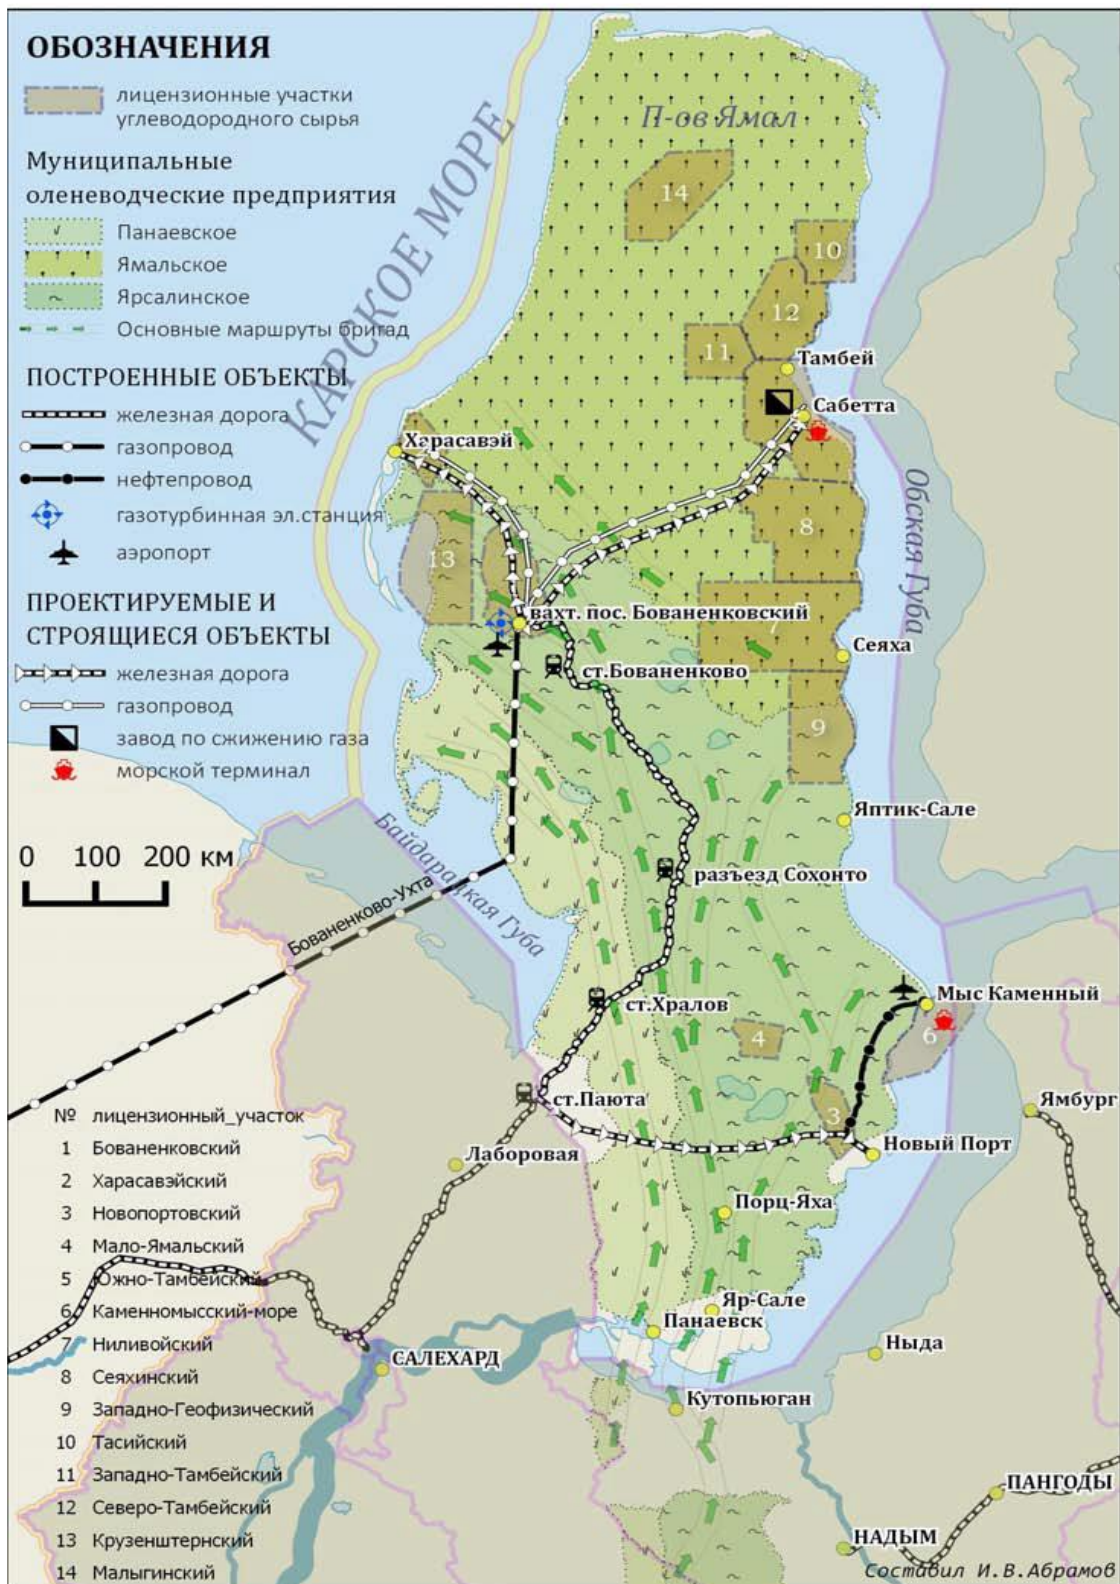 ОБОЗНАЧЕНИЯ
лицензионные участки
углеводородного сырья
Муниципальные
оленеводческие предприятия
Панаевское
Ямальское
Ярсалинское
Основные маршруты бригад
ПОСТРОЕННЫЕ ОБЪЕКТЫ
железная дорога
газопровод
нефтепровод
газотурбинная эл.станция
аэропорт
ПРОЕКТИРУЕМЫЕ И
СТРОЯЩИЕСЯ ОБЪЕКТЫ
железная дорога
газопровод
завод по сжижению газа
морской терминал
0 100 200 км
№ лицензионный_участок
1 Бованенковский
2 Харасавэйский
3 Новопортовский
4 Мало-Ямальский
5 Южно-Тамбейский
6 Каменномысский-море
7 Ниливойский
8 Сеяхинский
9 Западно-Геофизический
10 Тасийский
11 Западно-Тамбейский
12 Северо-Тамбейский
13 Крузенштернский
14 Малыгинский
КАРСКОЕ МОРЕ
П-ов Ямал
14
10
12
11
Тамбей
Сабетта
Харасавэй
Обская Губа
8
13
вахт. пос. Бованенковский
7
Сеяха
ст.Бованенково
9
Яптик-Сале
Байдарацкая Губа
разъезд Сохонто
Бованенково-Ухта
ст.Хралов
Мыс Каменный
4
6
ст.Паюта
3
Ямбург
Новый Порт
Лаборовая
Порц-Яха
Яр-Сале
Панаевск
Ныда
САЛЕХАРД
Кутопьюган
ПАНГОДЫ
НАДЫМ
Составил И.В.Абрамов